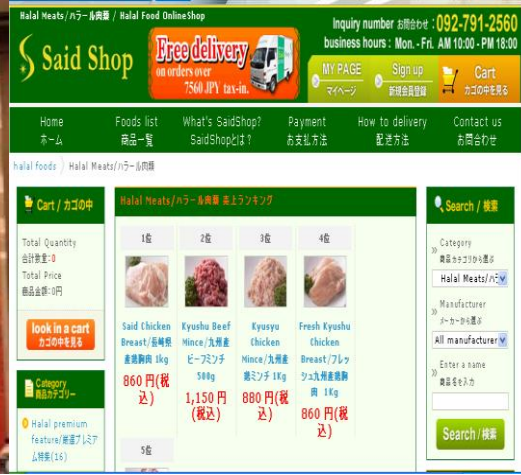 Halal Meats/ハラール肉類 / Halal Food OnlineShop
Inquiry number お問合わせ : 092-791-2560
business hours : Mon. - Fri. AM 10:00 - PM 18:00
Said Shop
Free delivery
on orders over
7560 JPY tax-in.
MY PAGE
マイページ
Sign up
新規会員登録
Cart
カゴの中を見る
Home
ホーム
Foods list
商品一覧
What's SaidShop?
SaidShopとは?
Payment
お支払方法
How to delivery
配送方法
Contact us
お問合わせ
halal foods
Halal Meats/ハラール肉類
Cart / カゴの中
Total Quantity
合計数量:0
Total Price
商品金額:0円
look in a cart
カゴの中を見る
Category
商品カテゴリー
Halal premium
feature/厳選プレミア
ム特集(16)
Halal Meats/ハラール肉類 売上ランキング
1位
2位
3位
4位
Said Chicken
Breast/長崎県
産鶏胸肉 1kg
860 円(税
込)
Kyushu Beef
Mince/九州産
ビーフミンチ
500g
1,150 円
(税込)
Kyusyu
Chicken
Mince/九州産
鶏ミンチ 1Kg
880 円(税
込)
Fresh Kyushu
Chicken
Breast/フレッ
シュ九州産鶏胸
肉 1Kg
860 円(税
込)
5位
Search / 検索
Category
商品カテゴリから選ぶ
Halal Meats/ハラ
Manufacturer
メーカーから選ぶ
All manufacturer
Enter a name
商品名を入力
Search / 検索